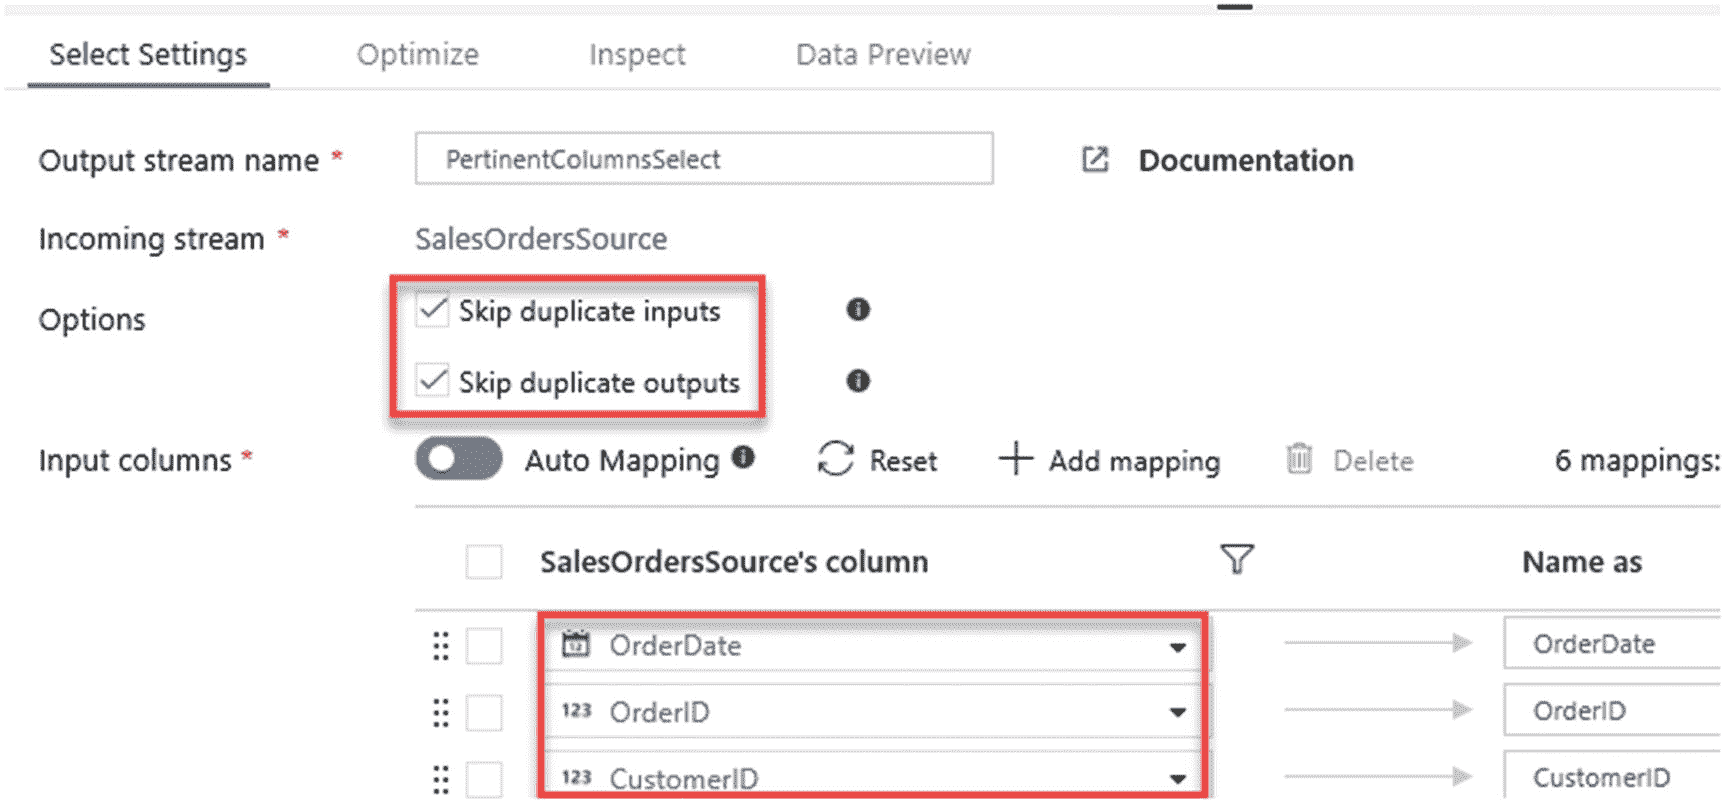 Select Settings Optimize Inspect Data Preview
Output stream name * PertinentColumnsSelect Documentation
Incoming stream * SalesOrdersSource
Options Skip duplicate inputs
Skip duplicate outputs
Input columns * Auto Mapping Reset Add mapping Delete 6 mappings:
SalesOrdersSource's column Name as
12 OrderDate OrderDate
123 OrderID OrderID
123 CustomerID CustomerID